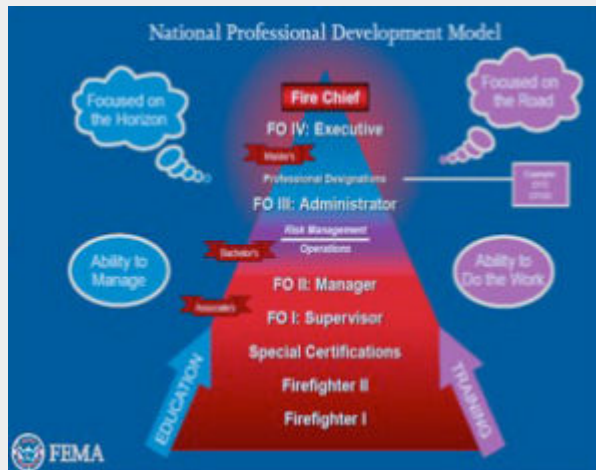 National Professional Development Model
Focused on
the Horizon
Focused on
the Road
Fire Chief
FO IV: Executive
Master's
Professional Designations
FO III: Administrator
Risk Management
Operations
Bachelor's
Ability to
Manage
Ability to
Do the Work
FO II: Manager
Associate's
FO I: Supervisor
Special Certifications
Firefighter II
Firefighter I
EDUCATION
TRAINING
FEMA